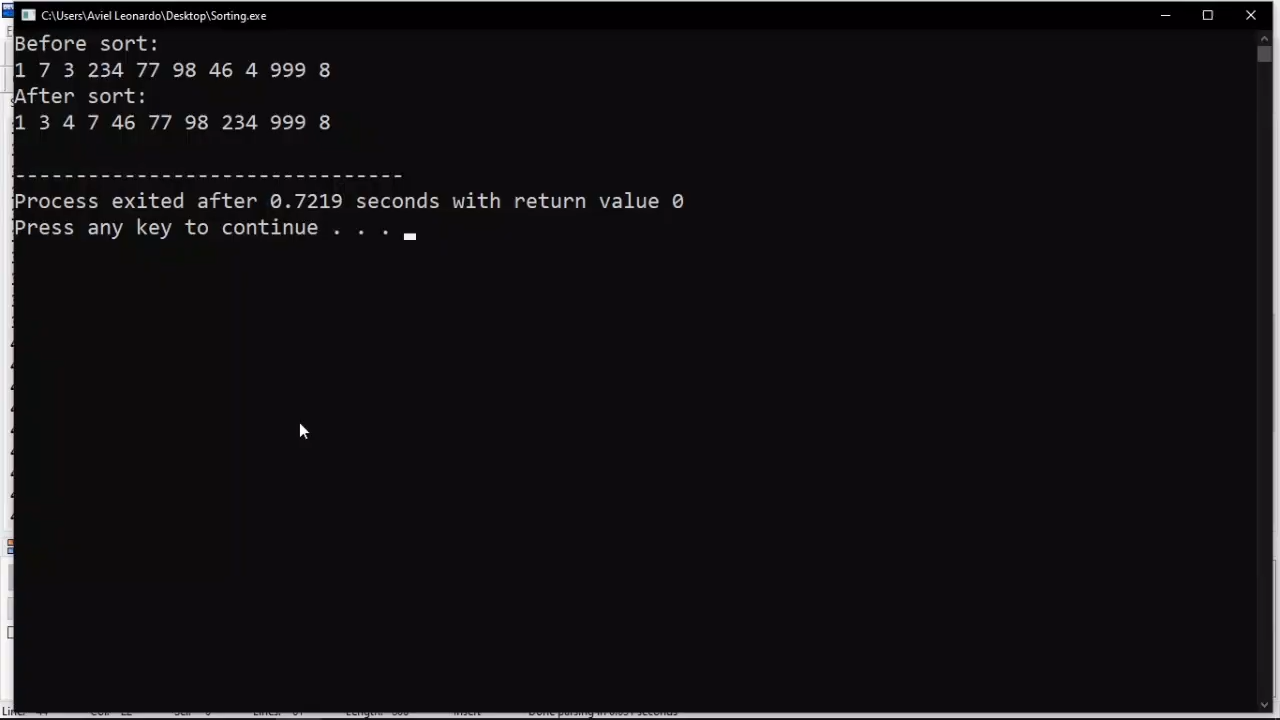 C:\Users\Aviel Leonardo\Desktop\Sorting.exe
Before sort:
1 7 3 234 77 98 46 4 999 8
After sort:
1 3 4 7 46 77 98 234 999 8
--------------------------------
Process exited after 0.7219 seconds with return value 0
Press any key to continue . . .